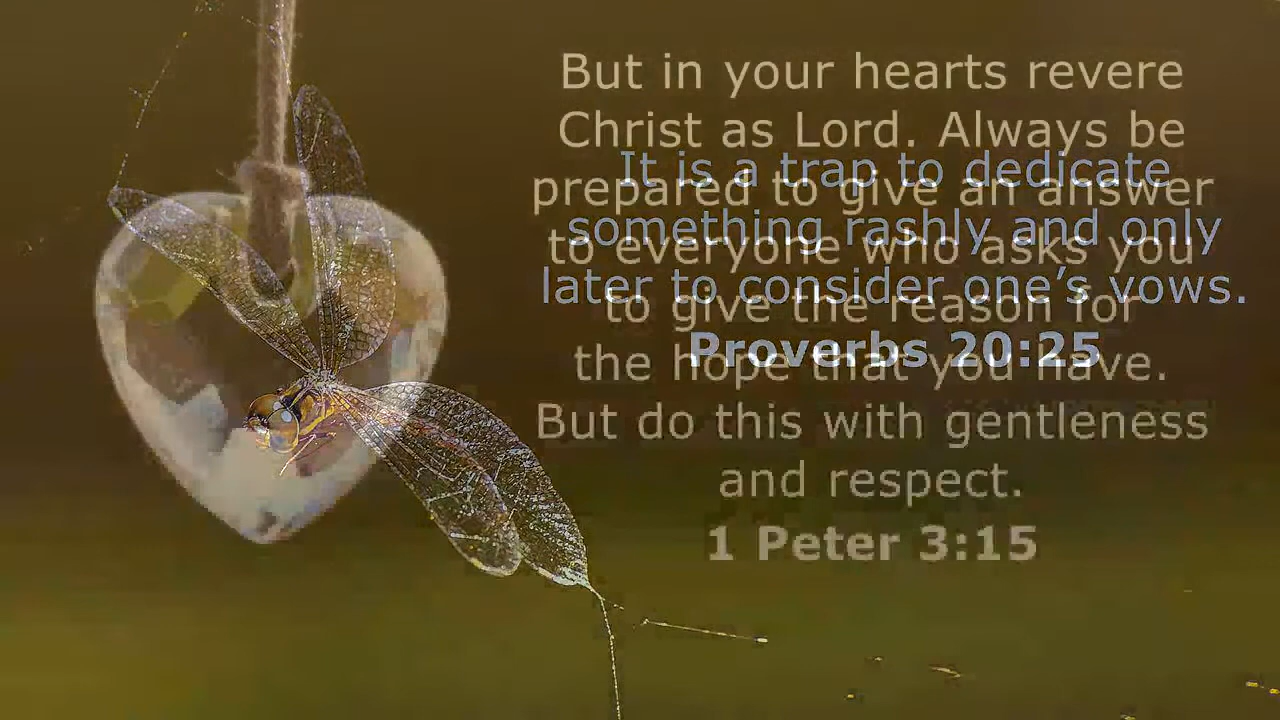 But in your hearts revere
Christ as Lord. Always be
prepared to give an answer
to everyone who asks you
to give the reason for
the hope that you have.
But do this with gentleness
and respect.
1 Peter 3:15
It is a trap to dedicate
something rashly and only
later to consider one’s vows.
Proverbs 20:25